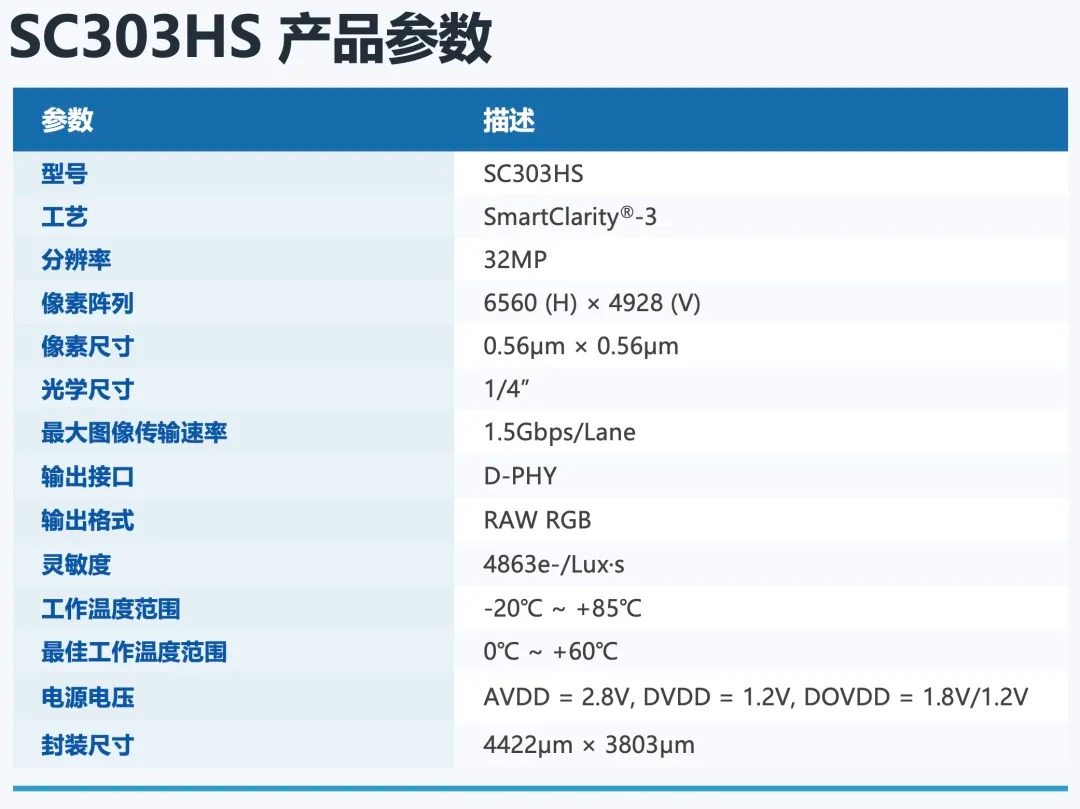 SC303HS 产品参数
参数 描述
型号 SC303HS
工艺 SmartClarity®-3
分辨率 32MP
像素阵列 6560 (H) × 4928 (V)
像素尺寸 0.56μm × 0.56μm
光学尺寸 1/4”
最大图像传输速率 1.5Gbps/Lane
输出接口 D-PHY
输出格式 RAW RGB
灵敏度 4863e-/Lux·s
工作温度范围 -20℃ ~ +85℃
最佳工作温度范围 0℃ ~ +60℃
电源电压 AVDD = 2.8V, DVDD = 1.2V, DOVDD = 1.8V/1.2V
封装尺寸 4422μm × 3803μm